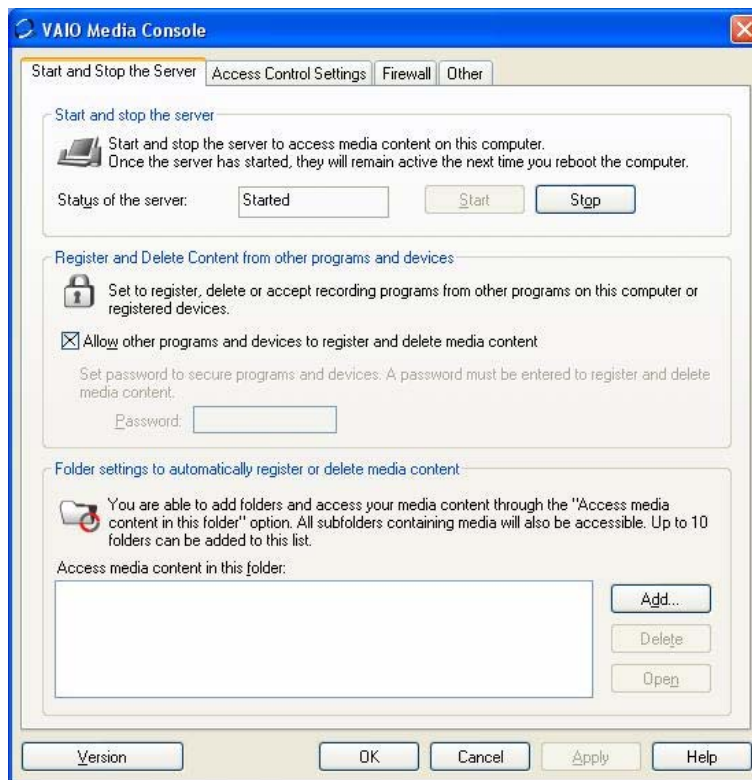 VAIO Media Console
Start and Stop the Server Access Control Settings Firewall Other
Start and stop the server
Start and stop the server to access media content on this computer.
Once the server has started, they will remain active the next time you reboot the computer.
Status of the server: Started Start Stop
Register and Delete Content from other programs and devices
Set to register, delete or accept recording programs from other programs on this computer or
registered devices.
Allow other programs and devices to register and delete media content
Set password to secure programs and devices. A password must be entered to register and delete
media content.
Password:
Folder settings to automatically register or delete media content
You are able to add folders and access your media content through the "Access media
content in this folder" option. All subfolders containing media will also be accessible. Up to 10
folders can be added to this list.
Access media content in this folder:
Add...
Delete
Open
Version OK Cancel Apply Help